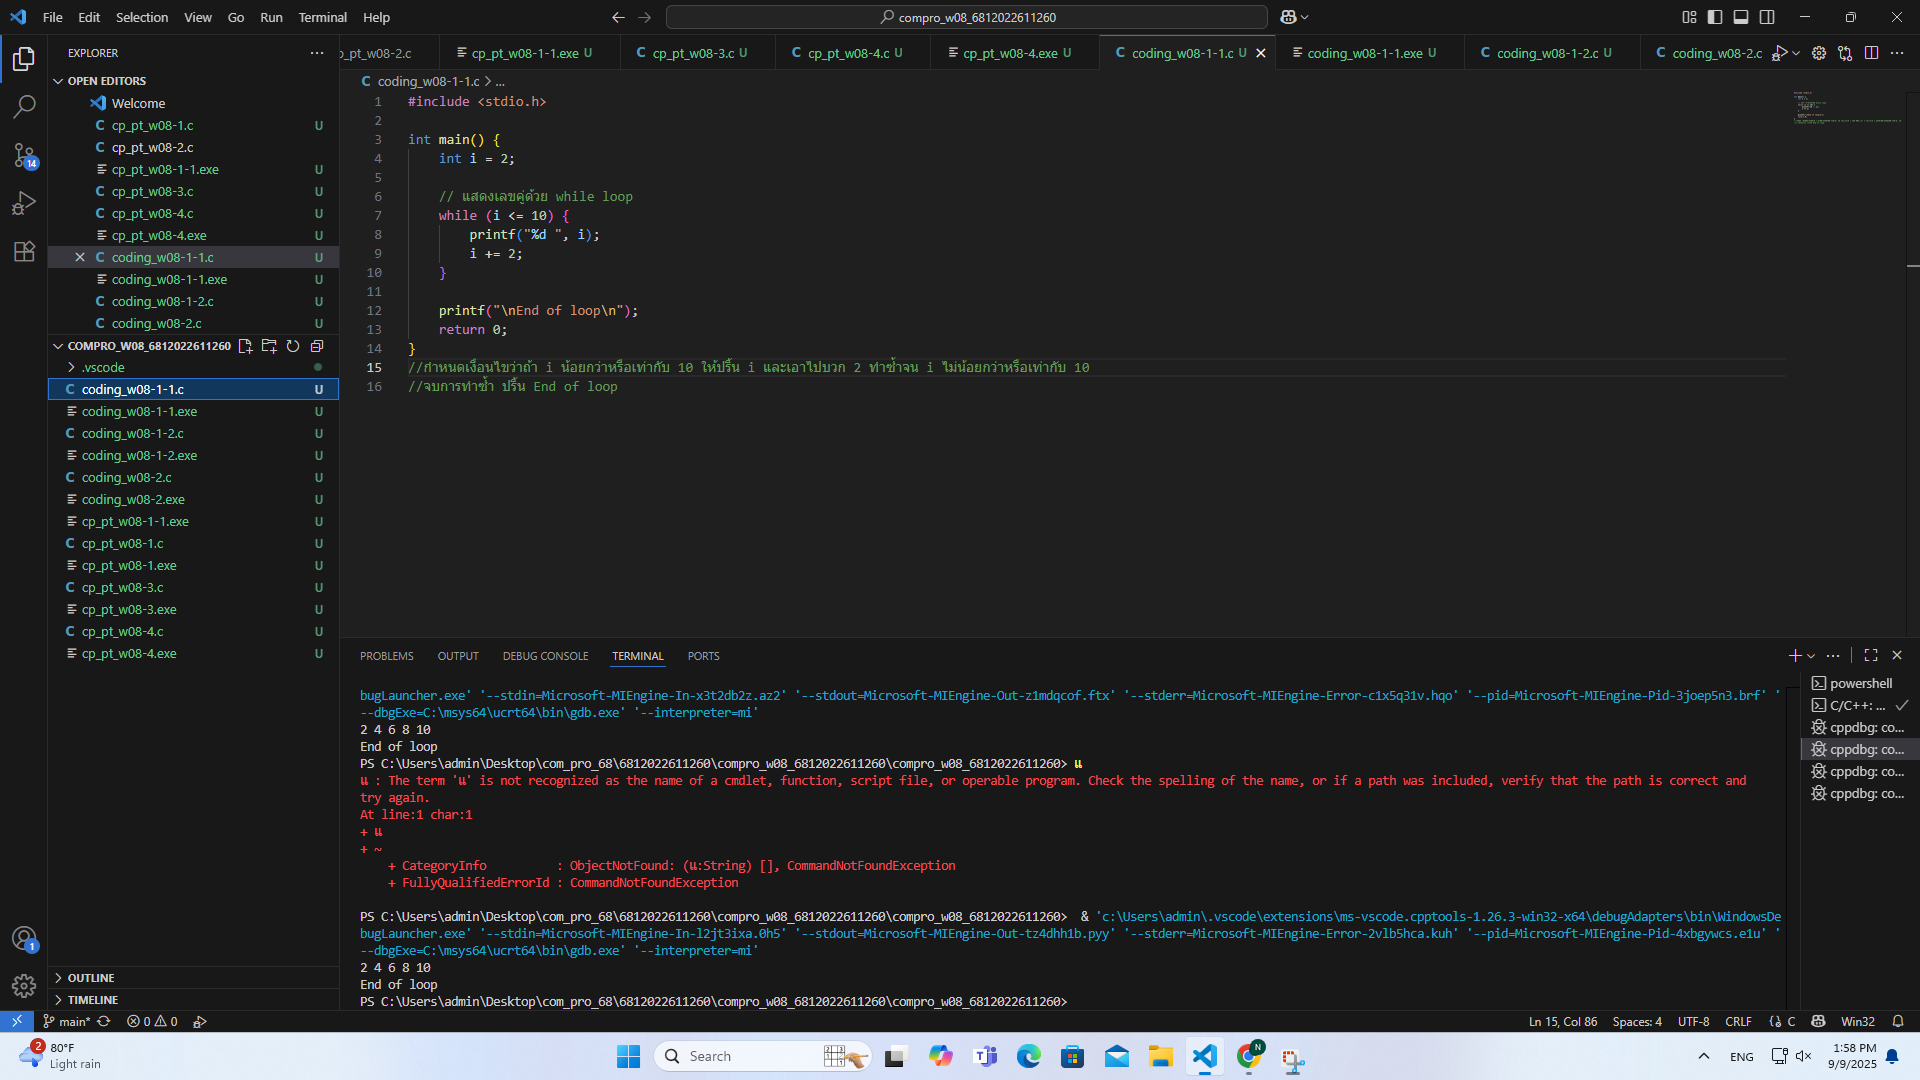 File Edit Selection View Go Run Terminal Help
compro_w08_6812022611260
EXPLORER
OPEN EDITORS
Welcome
cp_pt_w08-1.c U
cp_pt_w08-2.c
cp_pt_w08-1-1.exe U
cp_pt_w08-3.c U
cp_pt_w08-4.c U
cp_pt_w08-4.exe U
coding_w08-1-1.c U
coding_w08-1-1.exe U
coding_w08-1-2.c U
coding_w08-2.c U
COMPRO_W08_6812022611260
.vscode
coding_w08-1-1.c U
coding_w08-1-1.exe U
coding_w08-1-2.c U
coding_w08-1-2.exe U
coding_w08-2.c U
coding_w08-2.exe U
cp_pt_w08-1-1.exe U
cp_pt_w08-1.c U
cp_pt_w08-1.exe U
cp_pt_w08-3.c U
cp_pt_w08-3.exe U
cp_pt_w08-4.c U
cp_pt_w08-4.exe U
OUTLINE
TIMELINE
14
1
p_pt_w08-2.c cp_pt_w08-1-1.exe U cp_pt_w08-3.c U cp_pt_w08-4.c U cp_pt_w08-4.exe U coding_w08-1-1.c U coding_w08-1-1.exe U coding_w08-1-2.c U coding_w08-2.c
coding_w08-1-1.c > ...
1 #include <stdio.h>
2
3 int main() {
4 int i = 2;
5
6 // แสดงเลขคู่ด้วย while loop
7 while (i <= 10) {
8 printf("%d ", i);
9 i += 2;
10 }
11
12 printf("\nEnd of loop\n");
13 return 0;
14 }
15 //กำหนดเงื่อนไขว่าถ้า i น้อยกว่าหรือเท่ากับ 10 ให้ปริ้น i และเอาไปบวก 2 ทำซ้ำจน i ไม่น้อยกว่าหรือเท่ากับ 10
16 //จบการทำซ้ำ ปริ้น End of loop
PROBLEMS OUTPUT DEBUG CONSOLE TERMINAL PORTS
bugLauncher.exe' '--stdin=Microsoft-MIEngine-In-x3t2db2z.az2' '--stdout=Microsoft-MIEngine-Out-z1mdqcof.ftx' '--stderr=Microsoft-MIEngine-Error-c1x5q31v.hqo' '--pid=Microsoft-MIEngine-Pid-3joep5n3.brf' '
--dbgExe=C:\msys64\ucrt64\bin\gdb.exe' '--interpreter=mi'
2 4 6 8 10
End of loop
PS C:\Users\admin\Desktop\com_pro_68\6812022611260\compro_w08_6812022611260\compro_w08_6812022611260> แ
แ : The term 'แ' is not recognized as the name of a cmdlet, function, script file, or operable program. Check the spelling of the name, or if a path was included, verify that the path is correct and
try again.
At line:1 char:1
+ แ
+ ~
+ CategoryInfo : ObjectNotFound: (แ:String) [], CommandNotFoundException
+ FullyQualifiedErrorId : CommandNotFoundException
PS C:\Users\admin\Desktop\com_pro_68\6812022611260\compro_w08_6812022611260\compro_w08_6812022611260> & 'c:\Users\admin\.vscode\extensions\ms-vscode.cpptools-1.26.3-win32-x64\debugAdapters\bin\WindowsDe
bugLauncher.exe' '--stdin=Microsoft-MIEngine-In-l2jt3ixa.0h5' '--stdout=Microsoft-MIEngine-Out-tz4dhh1b.pyy' '--stderr=Microsoft-MIEngine-Error-2vlb5hca.kuh' '--pid=Microsoft-MIEngine-Pid-4xbgywcs.e1u' '
--dbgExe=C:\msys64\ucrt64\bin\gdb.exe' '--interpreter=mi'
2 4 6 8 10
End of loop
PS C:\Users\admin\Desktop\com_pro_68\6812022611260\compro_w08_6812022611260\compro_w08_6812022611260>
powershell
C/C++: ...
cppdbg: co...
cppdbg: co...
cppdbg: co...
cppdbg: co...
main* 0 0 Ln 15, Col 86 Spaces: 4 UTF-8 CRLF {} C Win32
2 80°F
Light rain
Search
N
ENG
1:58 PM
9/9/2025